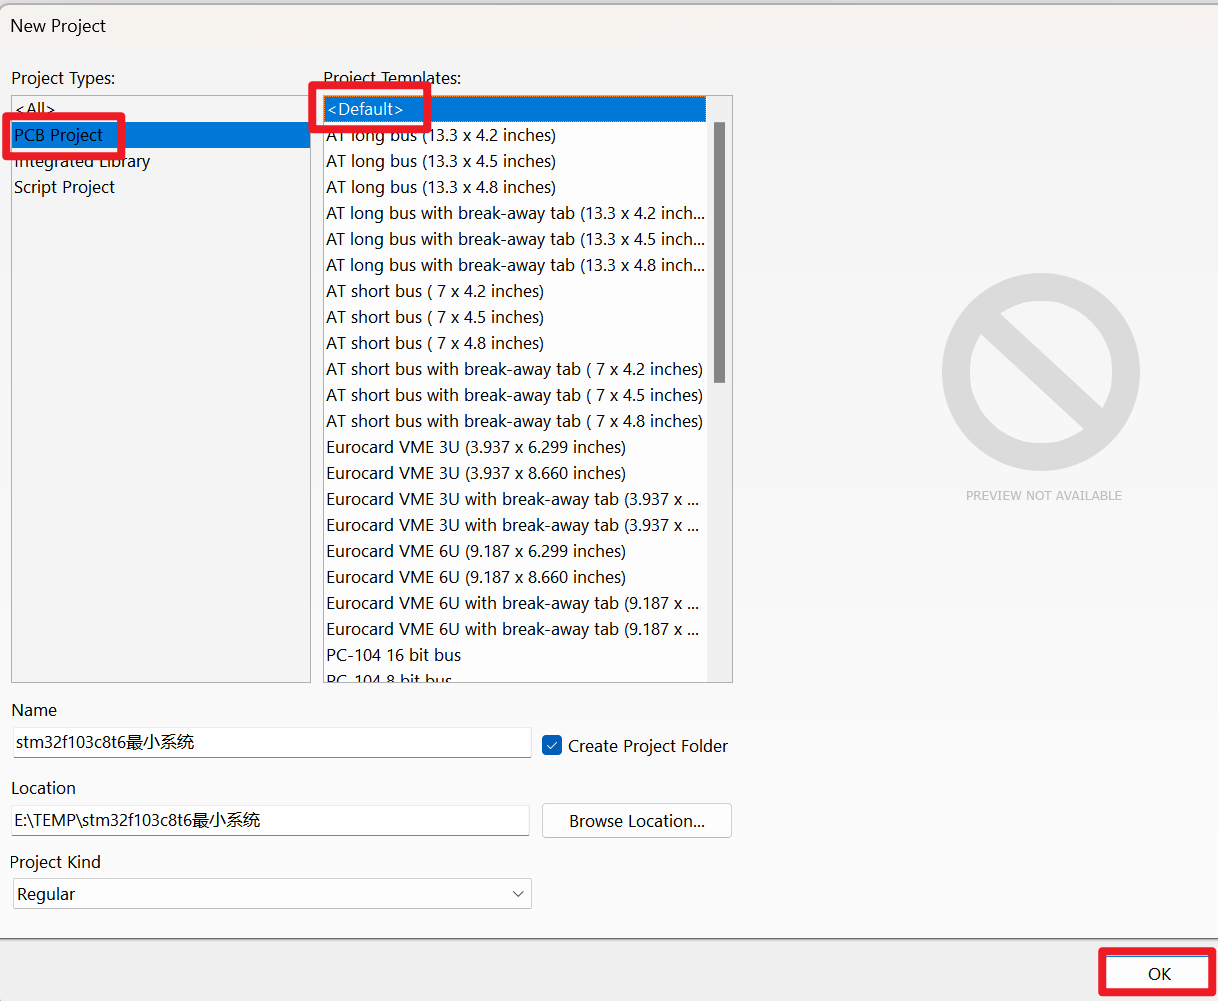 New Project
Project Types:
<All>
PCB Project
Integrated Library
Script Project
Project Templates:
<Default>
AT long bus (13.3 x 4.2 inches)
AT long bus (13.3 x 4.5 inches)
AT long bus (13.3 x 4.8 inches)
AT long bus with break-away tab (13.3 x 4.2 inch...
AT long bus with break-away tab (13.3 x 4.5 inch...
AT long bus with break-away tab (13.3 x 4.8 inch...
AT short bus ( 7 x 4.2 inches)
AT short bus ( 7 x 4.5 inches)
AT short bus ( 7 x 4.8 inches)
AT short bus with break-away tab ( 7 x 4.2 inches)
AT short bus with break-away tab ( 7 x 4.5 inches)
AT short bus with break-away tab ( 7 x 4.8 inches)
Eurocard VME 3U (3.937 x 6.299 inches)
Eurocard VME 3U (3.937 x 8.660 inches)
Eurocard VME 3U with break-away tab (3.937 x ...
Eurocard VME 3U with break-away tab (3.937 x ...
Eurocard VME 6U (9.187 x 6.299 inches)
Eurocard VME 6U (9.187 x 8.660 inches)
Eurocard VME 6U with break-away tab (9.187 x ...
Eurocard VME 6U with break-away tab (9.187 x ...
PC-104 16 bit bus
PC-104 8 bit bus
PREVIEW NOT AVAILABLE
Name
stm32f103c8t6最小系统
Create Project Folder
Location
E:\TEMP\stm32f103c8t6最小系统
Browse Location...
Project Kind
Regular
OK